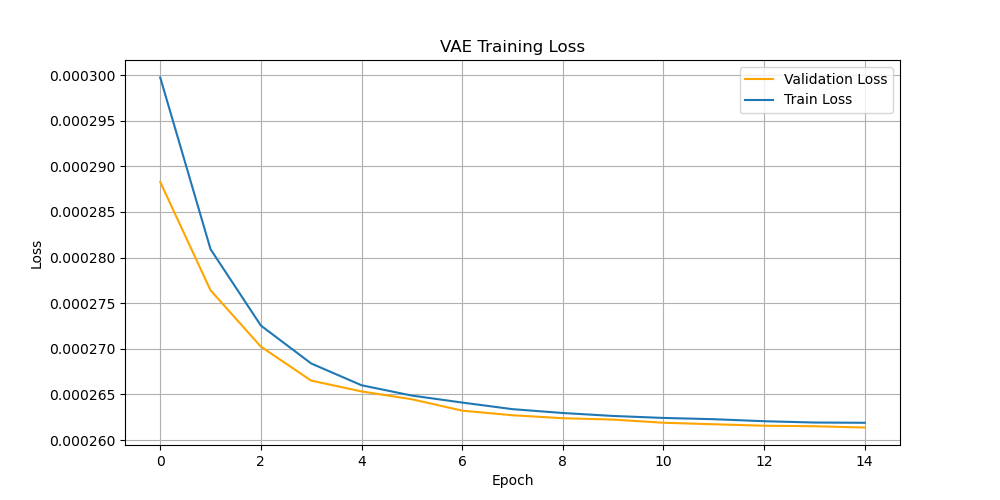 VAE Training Loss
0.000300
0.000295
0.000290
0.000285
0.000280
0.000275
0.000270
0.000265
0.000260
Loss
Validation Loss
Train Loss
0 2 4 6 8 10 12 14
Epoch